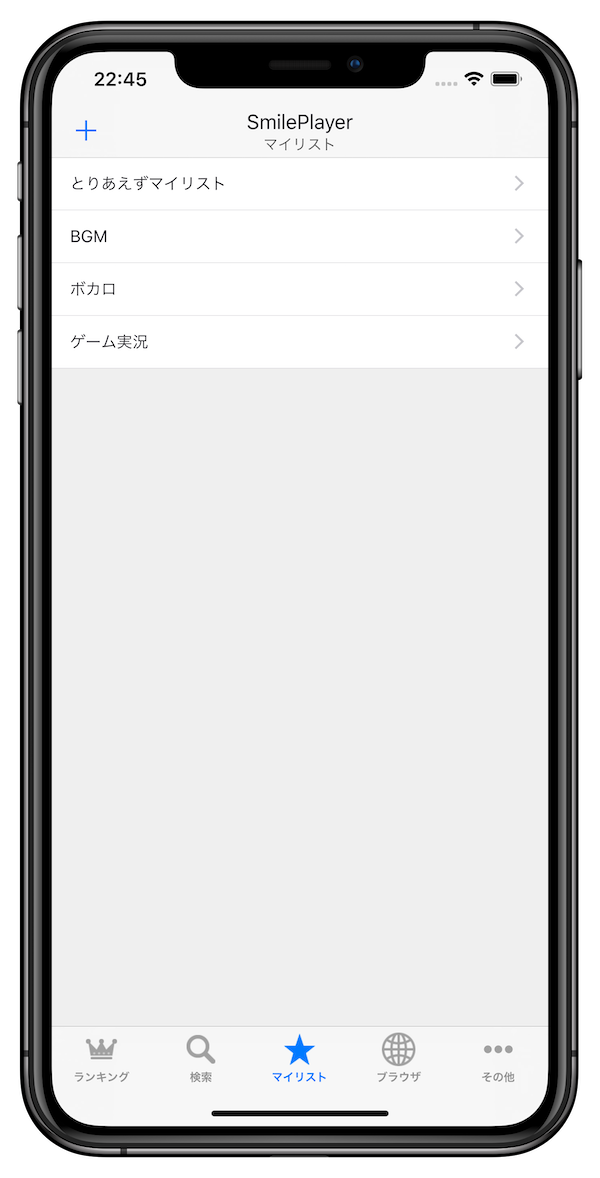 22:45
SmilePlayer
マイリスト
とりあえずマイリスト
BGM
ボカロ
ゲーム実況
ランキング
検索
マイリスト
ブラウザ
その他